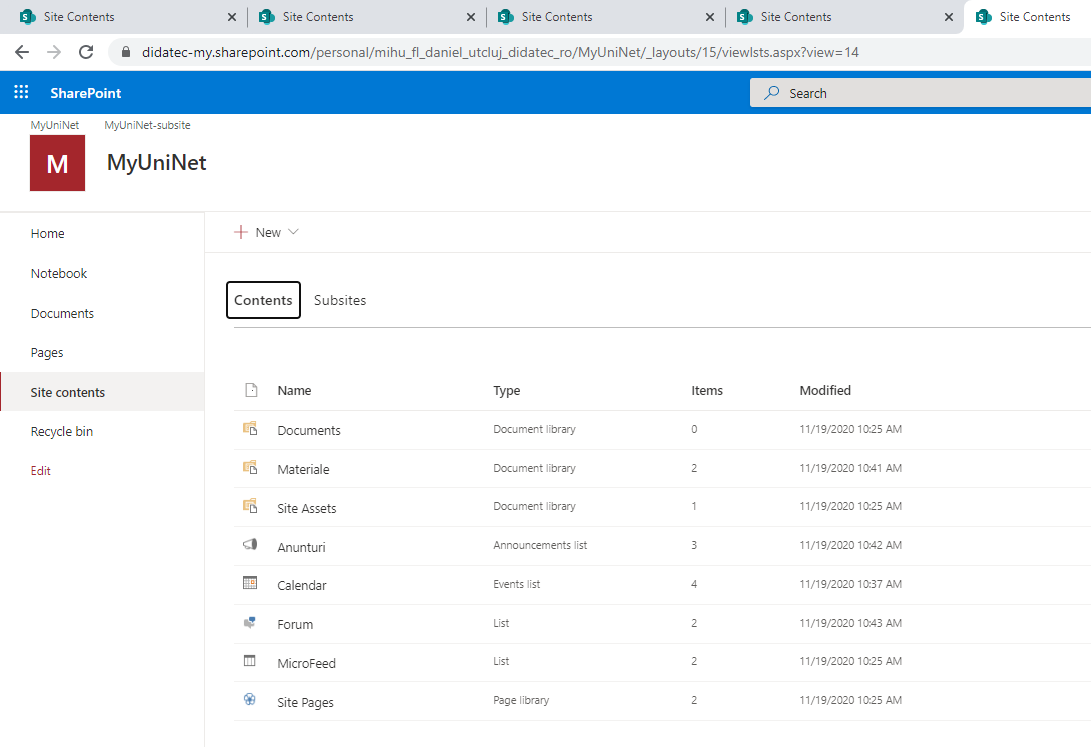 Site Contents Site Contents Site Contents Site Contents Site Contents
didatec-my.sharepoint.com/personal/mihu_fl_daniel_utcluj_didatec_ro/MyUniNet/_layouts/15/viewlsts.aspx?view=14
SharePoint Search
MyUniNet MyUniNet-subsite
M MyUniNet
Home
Notebook
Documents
Pages
Site contents
Recycle bin
Edit
New
Contents Subsites
Name Type Items Modified
Documents Document library 0 11/19/2020 10:25 AM
Materiale Document library 2 11/19/2020 10:41 AM
Site Assets Document library 1 11/19/2020 10:25 AM
Anunturi Announcements list 3 11/19/2020 10:42 AM
Calendar Events list 4 11/19/2020 10:37 AM
Forum List 2 11/19/2020 10:43 AM
MicroFeed List 2 11/19/2020 10:25 AM
Site Pages Page library 2 11/19/2020 10:25 AM